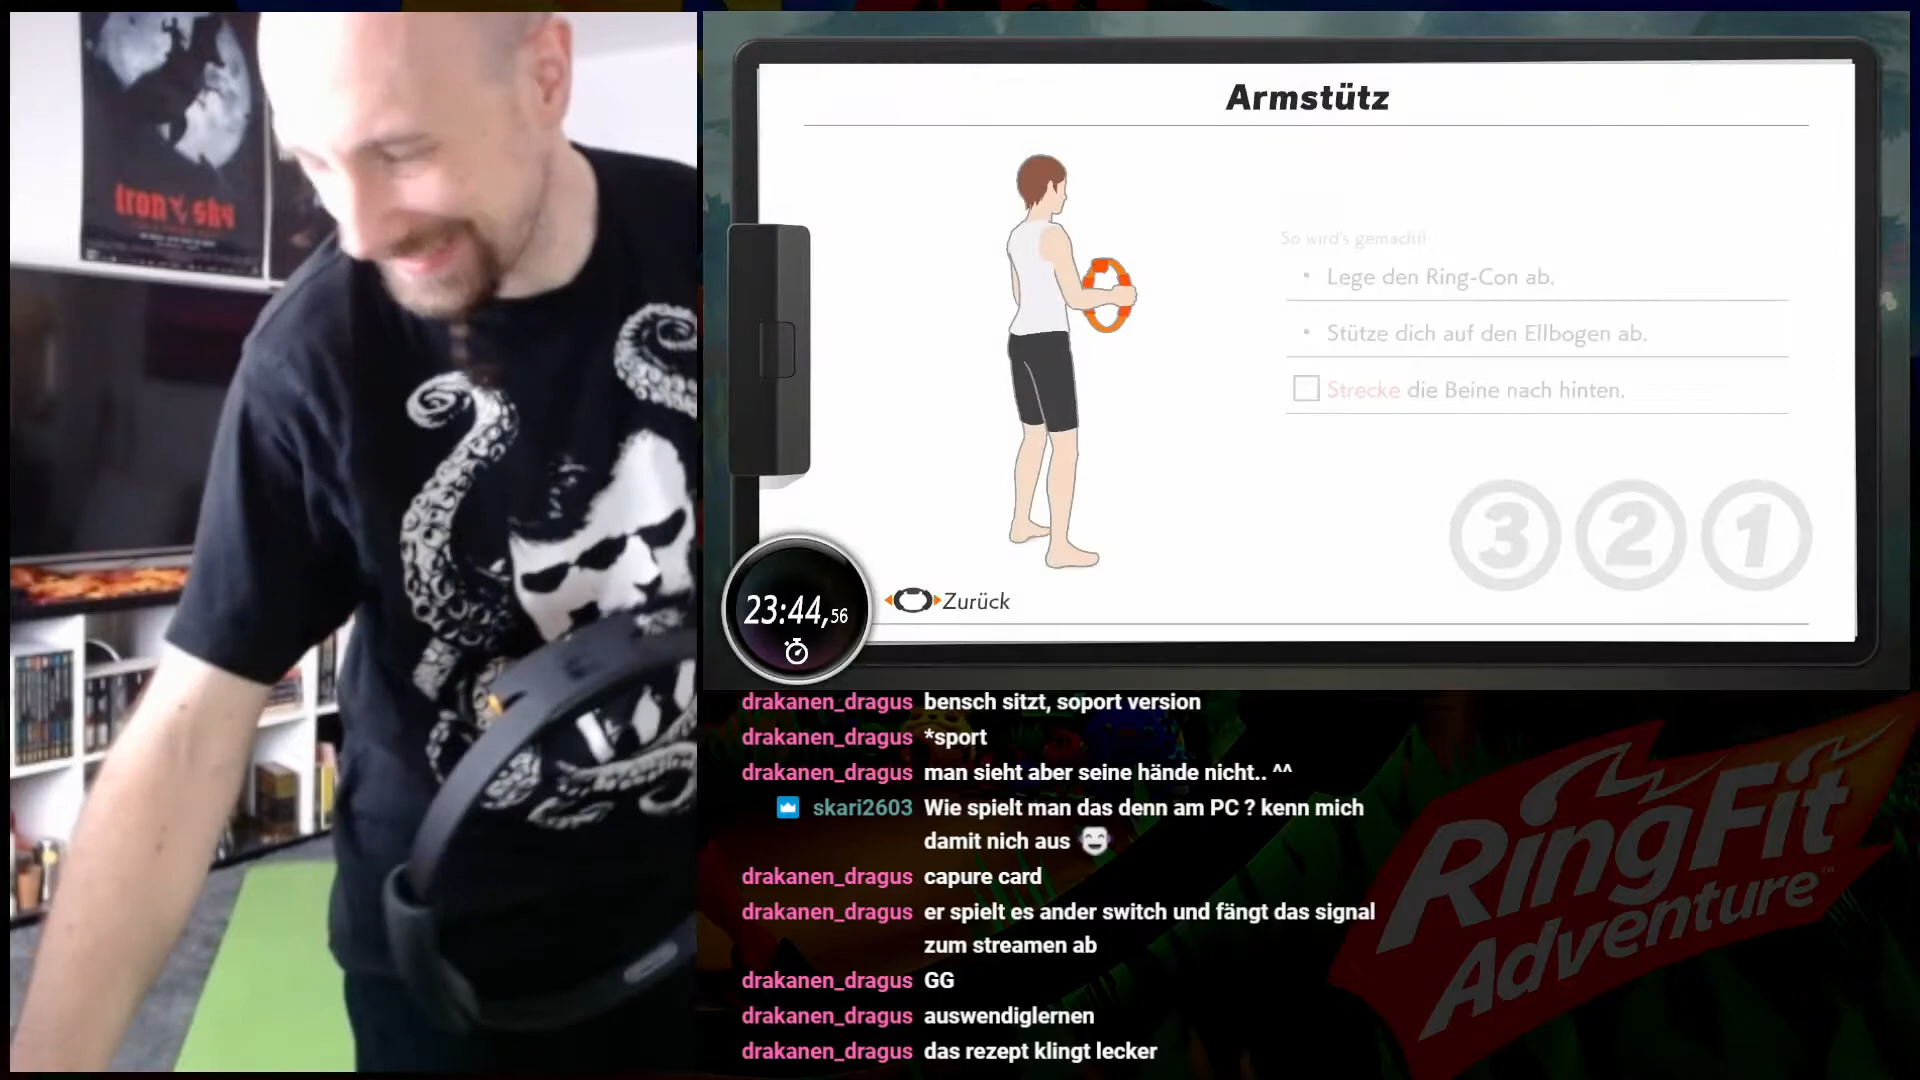 iron sky
Armstütz
So wird's gemacht!
• Lege den Ring-Con ab.
• Stütze dich auf den Ellbogen ab.
Strecke die Beine nach hinten.
3 2 1
23:44,56
Zurück
drakanen_dragus bensch sitzt, soport version
drakanen_dragus *sport
drakanen_dragus man sieht aber seine hände nicht.. ^^
skari2603 Wie spielt man das denn am PC ? kenn mich
damit nich aus
drakanen_dragus capure card
drakanen_dragus er spielt es ander switch und fängt das signal
zum streamen ab
drakanen_dragus GG
drakanen_dragus auswendiglernen
drakanen_dragus das rezept klingt lecker
RingFit
Adventure™